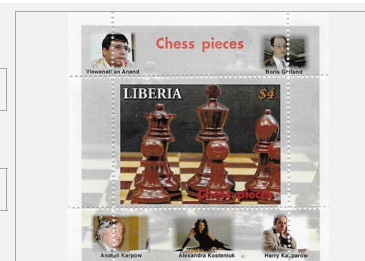 Chess pieces
Viswanathan Anand
Boris Gelfand
LIBERIA $4
Chess pieces
Anatoli Karpow
Alexandra Kosteniuk
Harry Kasparow